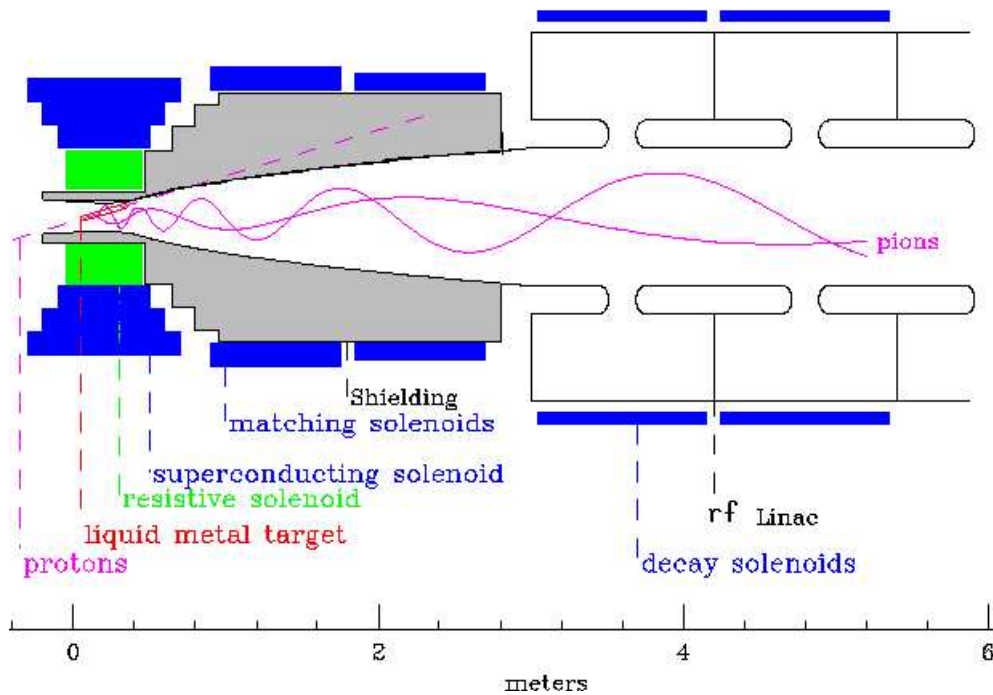 pions
Shielding
matching solenoids
superconducting solenoid
resistive solenoid
rf Linac
liquid metal target
protons
decay solenoids
0 2 4 6
meters